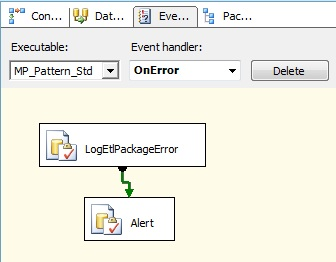 Con... Dat... Eve... Pac...
Executable: Event handler:
MP_Pattern_Std OnError Delete
LogEtlPackageError
Alert